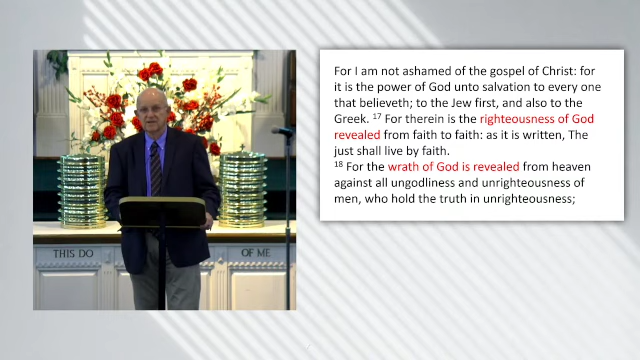 For I am not ashamed of the gospel of Christ: for
it is the power of God unto salvation to every one
that believeth; to the Jew first, and also to the
Greek. 17 For therein is the righteousness of God
revealed from faith to faith: as it is written, The
just shall live by faith.
18 For the wrath of God is revealed from heaven
against all ungodliness and unrighteousness of
men, who hold the truth in unrighteousness;
THIS DO
OF ME